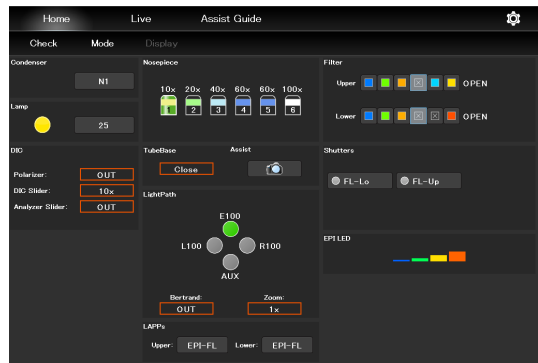 Home Live Assist Guide
Check Mode Display
Condenser
N1
Lamp
25
DIC
Polarizer: OUT
DIC Slider: 10x
Analyzer Slider: OUT
Nosepiece
10x 20x 40x 60x 60x 100x
1 2 3 4 5 6
TubeBase Assist
Close
LightPath
E100
L100 R100
AUX
Bertrand: Zoom:
OUT 1x
LAPPs
Upper: EPI-FL Lower: EPI-FL
Filter
Upper OPEN
Lower OPEN
Shutters
FL-Lo FL-Up
EPI LED